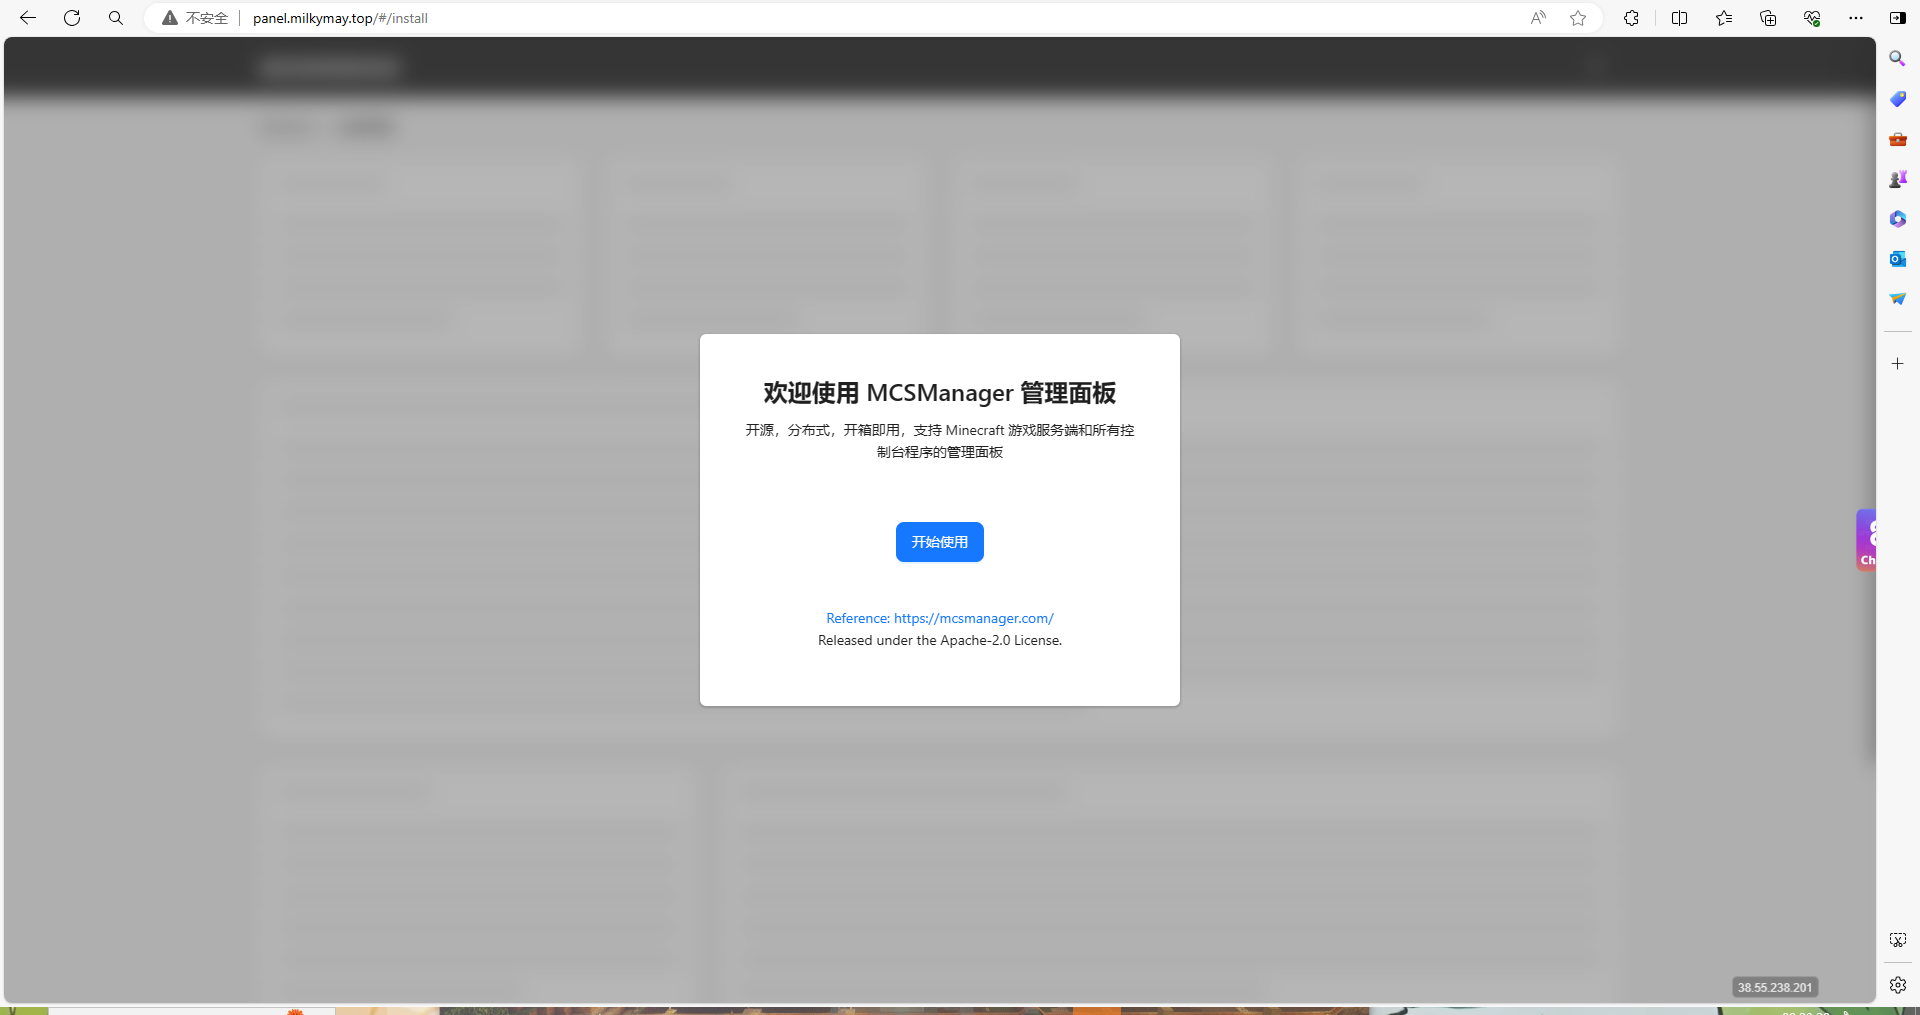 不安全
panel.milkymay.top/#/install
欢迎使用 MCSManager 管理面板
开源，分布式，开箱即用，支持 Minecraft 游戏服务端和所有控
制台程序的管理面板
开始使用
Reference: https://mcsmanager.com/
Released under the Apache-2.0 License.
Ch
38.55.238.201